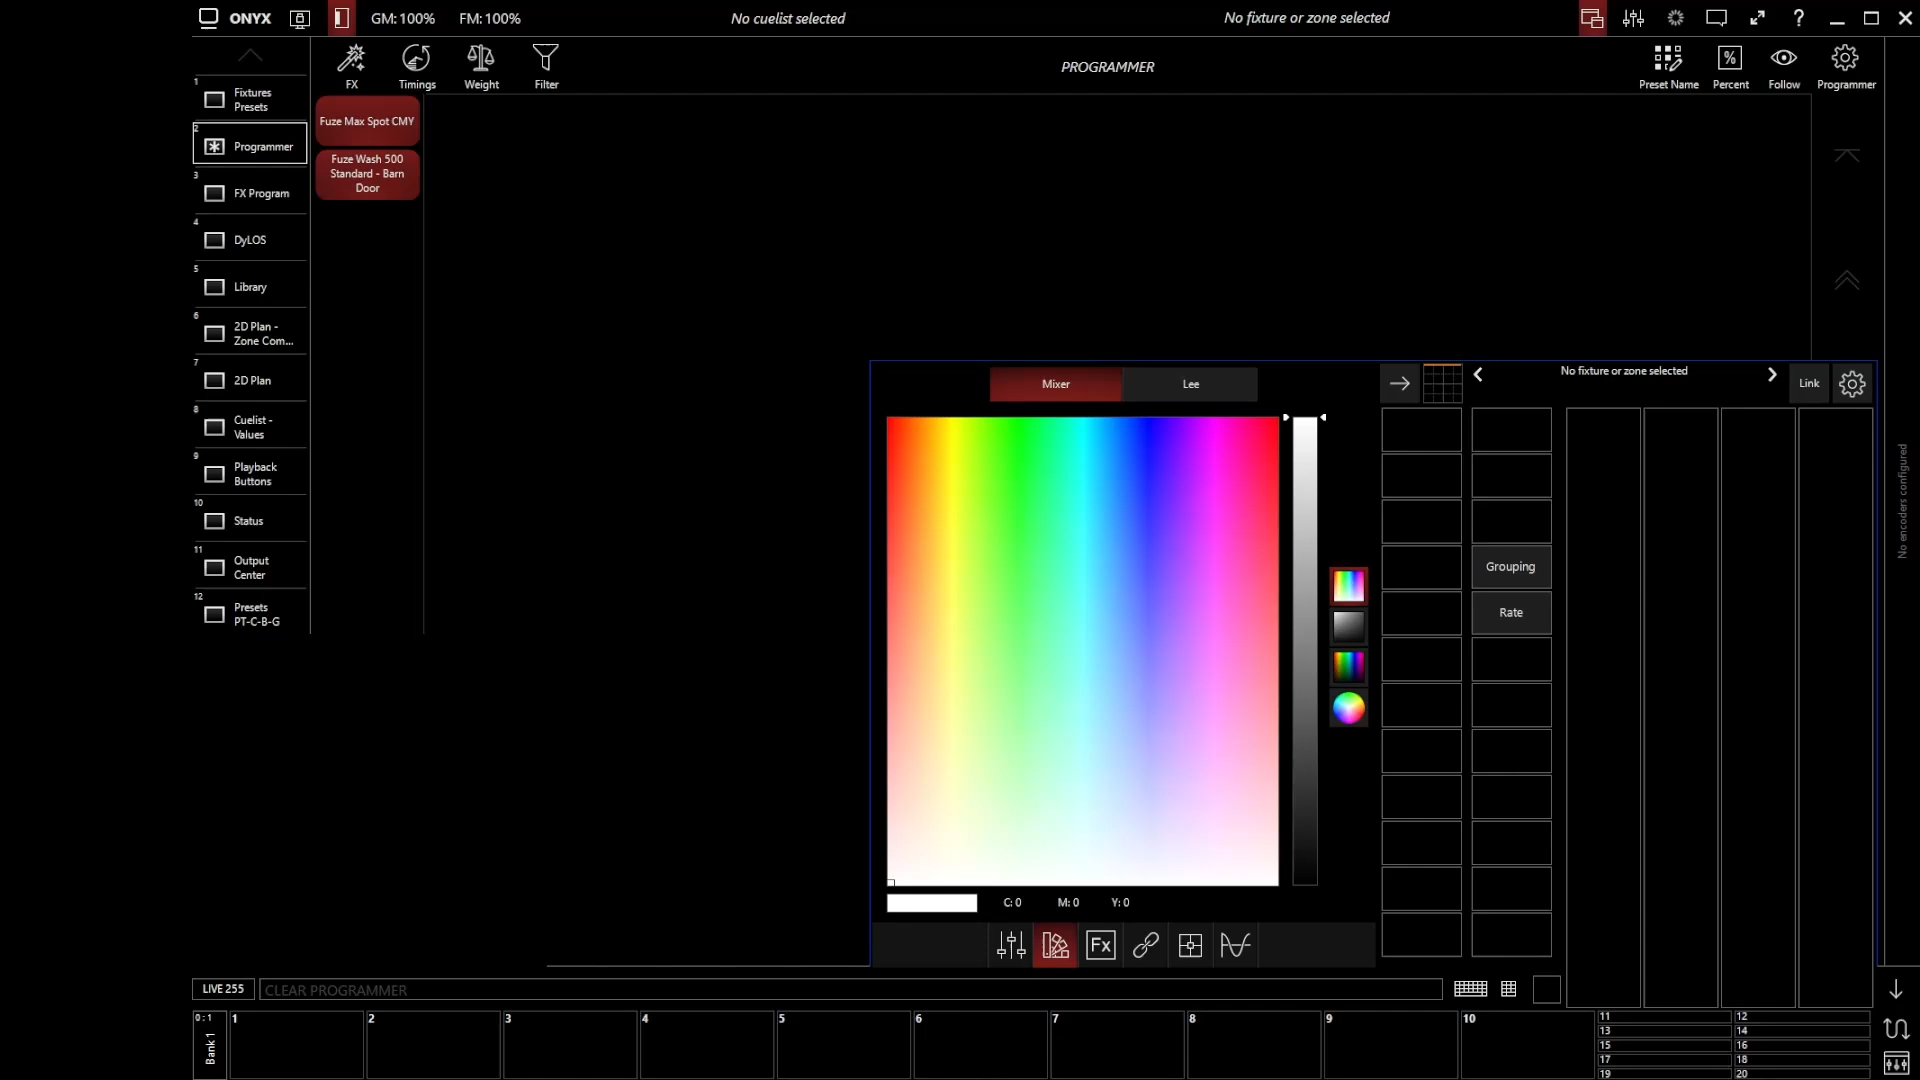 ONYX
GM: 100%
FM: 100%
No cuelist selected
No fixture or zone selected
?
FX
Timings
Weight
Filter
PROGRAMMER
%
Preset Name
Percent
Follow
Programmer
1
Fixtures
Presets
2
Programmer
3
FX Program
4
DyLOS
5
Library
6
2D Plan -
Zone Com...
7
2D Plan
8
Cuelist -
Values
9
Playback
Buttons
10
Status
11
Output
Center
12
Presets
PT-C-B-G
Fuze Max Spot CMY
Fuze Wash 500
Standard - Barn
Door
Mixer
Lee
No fixture or zone selected
Link
Grouping
Rate
No encoders configured
C: 0
M: 0
Y: 0
Fx
LIVE 255
CLEAR PROGRAMMER
0 : 1
Bank 1
1
2
3
4
5
6
7
8
9
10
11
12
13
14
15
16
17
18
19
20